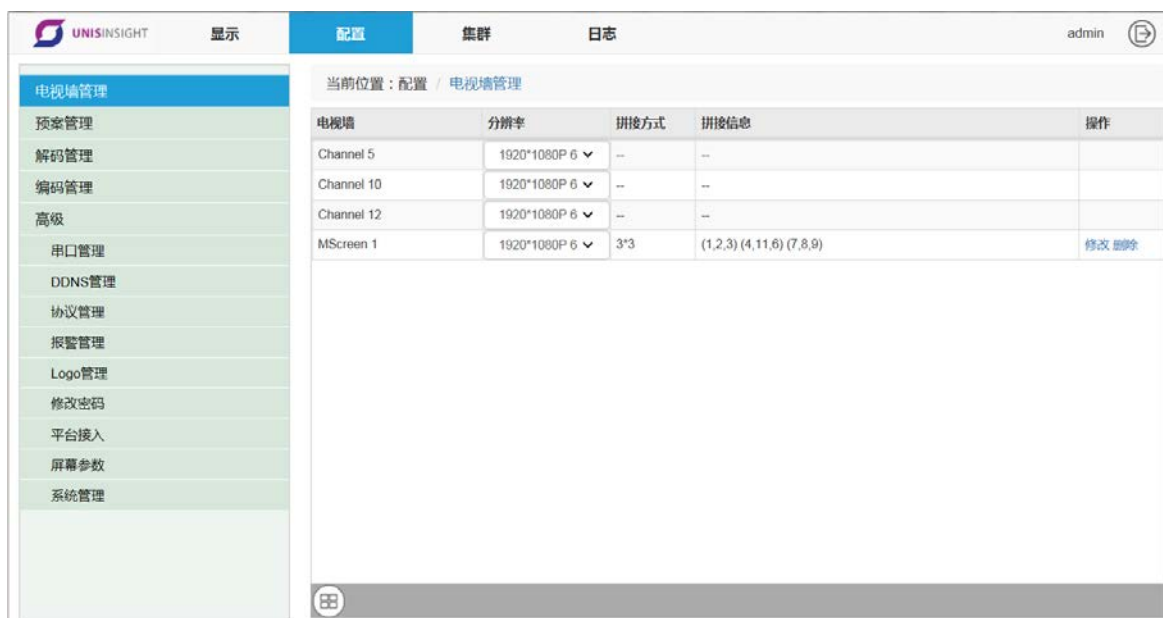 UNISINSIGHT 显示 配置 集群 日志 admin
当前位置：配置 / 电视墙管理
电视墙管理
预案管理
解码管理
编码管理
高级
串口管理
DDNS管理
协议管理
报警管理
Logo管理
修改密码
平台接入
屏幕参数
系统管理
电视墙 分辨率 拼接方式 拼接信息 操作
Channel 5 1920*1080P 6 -- --
Channel 10 1920*1080P 6 -- --
Channel 12 1920*1080P 6 -- --
MScreen 1 1920*1080P 6 3*3 (1,2,3) (4,11,6) (7,8,9) 修改 删除